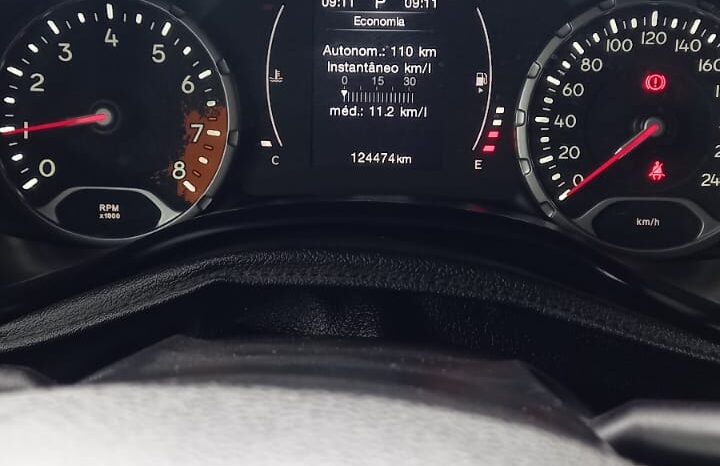 09:11 P 09:11
Economia
Autonom.: 110 km
Instantâneo km/l
0 15 30
méd.: 11.2 km/l
124474km
C
E
0
1
2
3
4
5
6
7
8
RPM
x1000
0
20
40
60
80
100
120
140
160
24
km/h